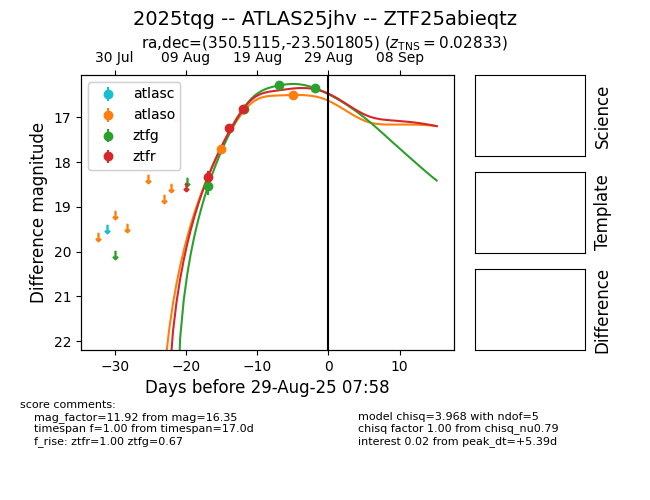 2025tqg -- ATLAS25jhv -- ZTF25abieqtz
ra,dec=(350.5115,-23.501805) (z_TNS = 0.02833)
30 Jul 09 Aug 19 Aug 29 Aug 08 Sep
atlasc
atlaso
ztfg
ztfr
Difference magnitude
17
18
19
20
21
22
−30 −20 −10 0 10
Days before 29-Aug-25 07:58
Science
Template
Difference
score comments:
mag_factor=11.92 from mag=16.35
timespan f=1.00 from timespan=17.0d
f_rise: ztfr=1.00 ztfg=0.67
model chisq=3.968 with ndof=5
chisq factor 1.00 from chisq_nu0.79
interest 0.02 from peak_dt=+5.39d